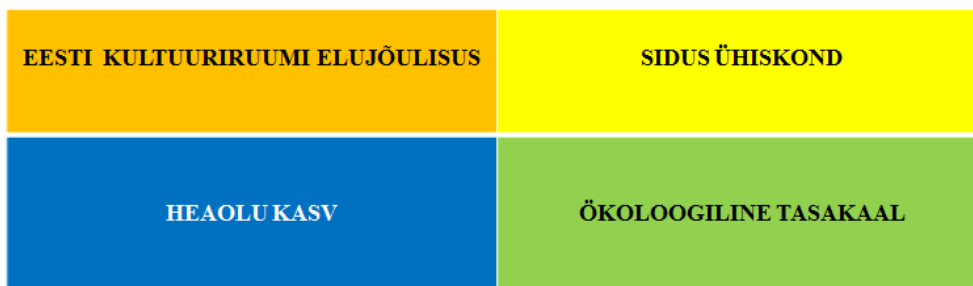 EESTI KULTUURIRUUMI ELUJÕULISUS
SIDUS ÜHISKOND
HEAOLU KASV
ÖKOLOOGILINE TASAKAAL